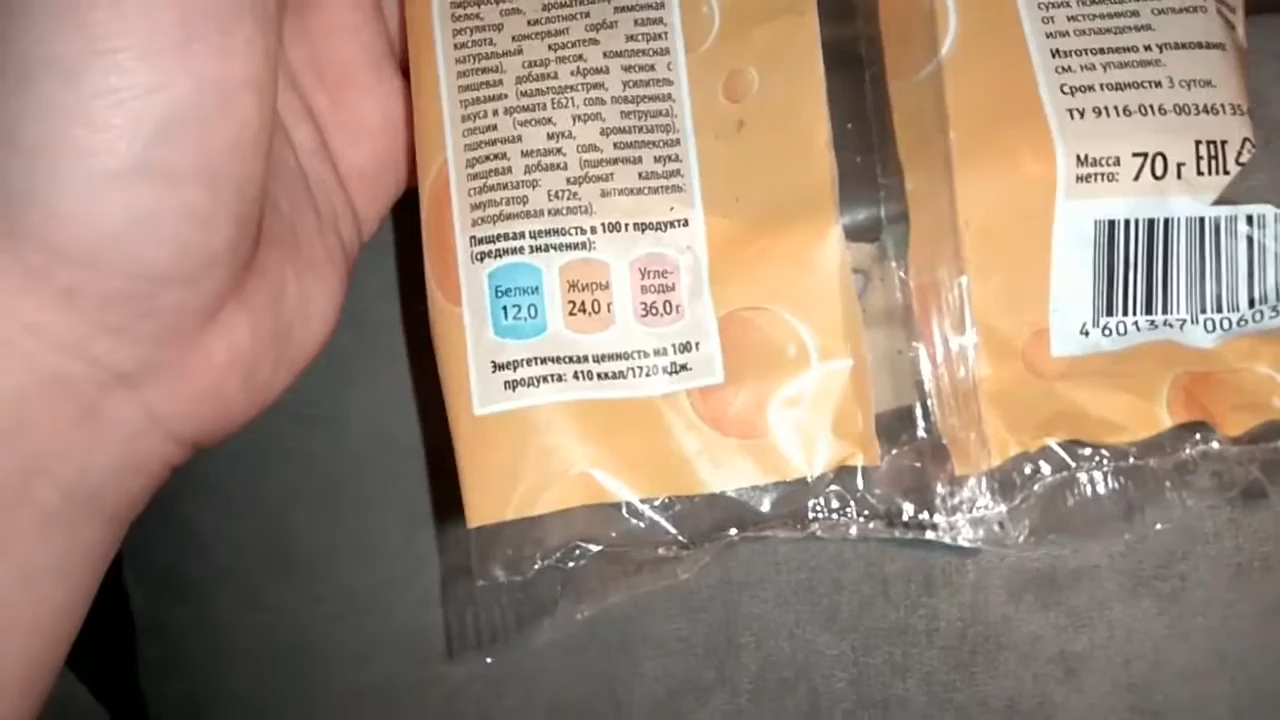 белок, соль,
регулятор кислотности лимонная
кислота, консервант сорбат калия,
натуральный краситель экстракт
лютеина), сахар-песок, комплексная
пищевая добавка «Арома чеснок с
травами» (мальтодекстрин, усилитель
вкуса и аромата Е621, соль поваренная,
специи (чеснок, укроп, петрушка),
пшеничная мука, ароматизатор),
дрожжи, меланж, соль, комплексная
пищевая добавка (пшеничная мука,
стабилизатор: карбонат кальция,
эмульгатор Е472е, антиокислитель:
аскорбиновая кислота).
Пищевая ценность в 100 г продукта
(средние значения):
Белки
12,0
Жиры
24,0 г
Угле-
воды
36,0 г
Энергетическая ценность на 100 г
продукта: 410 ккал/1720 кДж.
сухих
от источников сильного
или охлаждения.
Изготовлено и упаковано:
см. на упаковке.
Срок годности 3 суток.
ТУ 9116-016-00346135
Масса
нетто: 70 г EAC
4 601347 00603